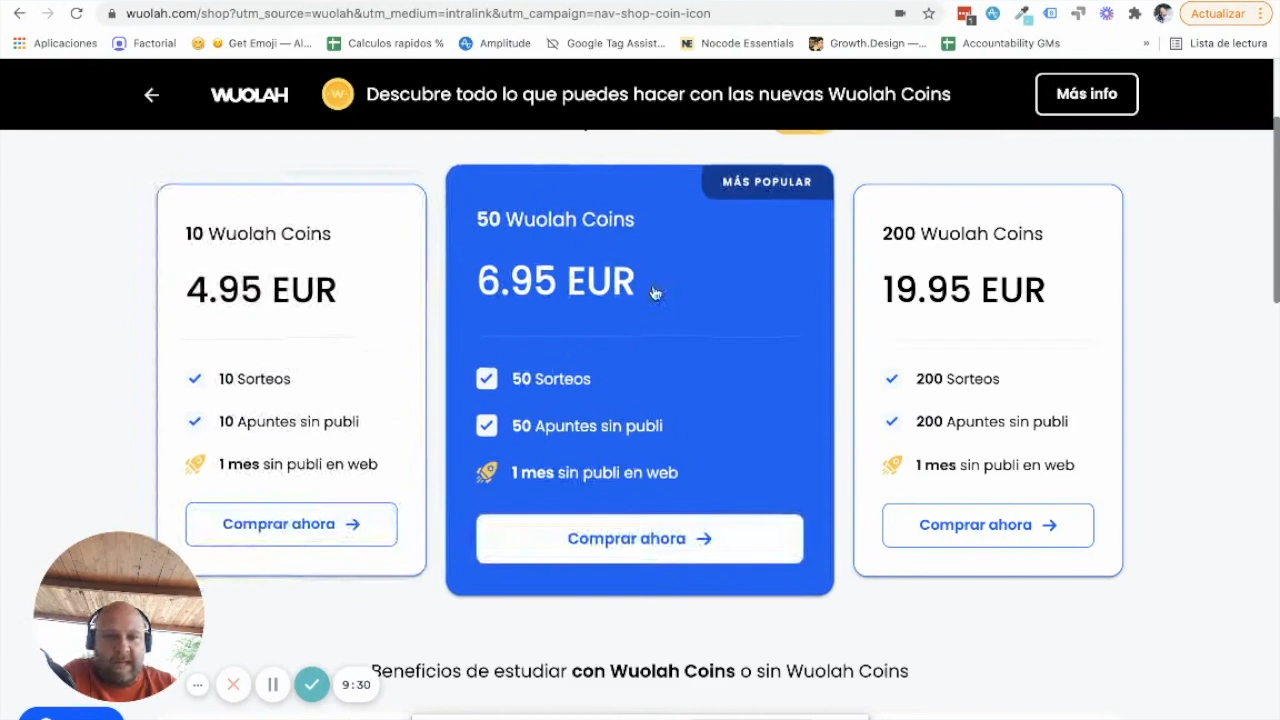 wuolah.com/shop?utm_source=wuolah&utm_medium=intralink&utm_campaign=nav-shop-coin-icon
Actualizar
Aplicaciones
Factorial
Get Emoji — Al...
Calculos rapidos %
Amplitude
Google Tag Assist...
NE
Nocode Essentials
Growth.Design —...
Accountability GMs
»
Lista de lectura
WUOLAH
W
Descubre todo lo que puedes hacer con las nuevas Wuolah Coins
Más info
10 Wuolah Coins
4.95 EUR
10 Sorteos
10 Apuntes sin publi
1 mes sin publi en web
Comprar ahora
MÁS POPULAR
50 Wuolah Coins
6.95 EUR
50 Sorteos
50 Apuntes sin publi
1 mes sin publi en web
Comprar ahora
200 Wuolah Coins
19.95 EUR
200 Sorteos
200 Apuntes sin publi
1 mes sin publi en web
Comprar ahora
9:30
Beneficios de estudiar con Wuolah Coins o sin Wuolah Coins